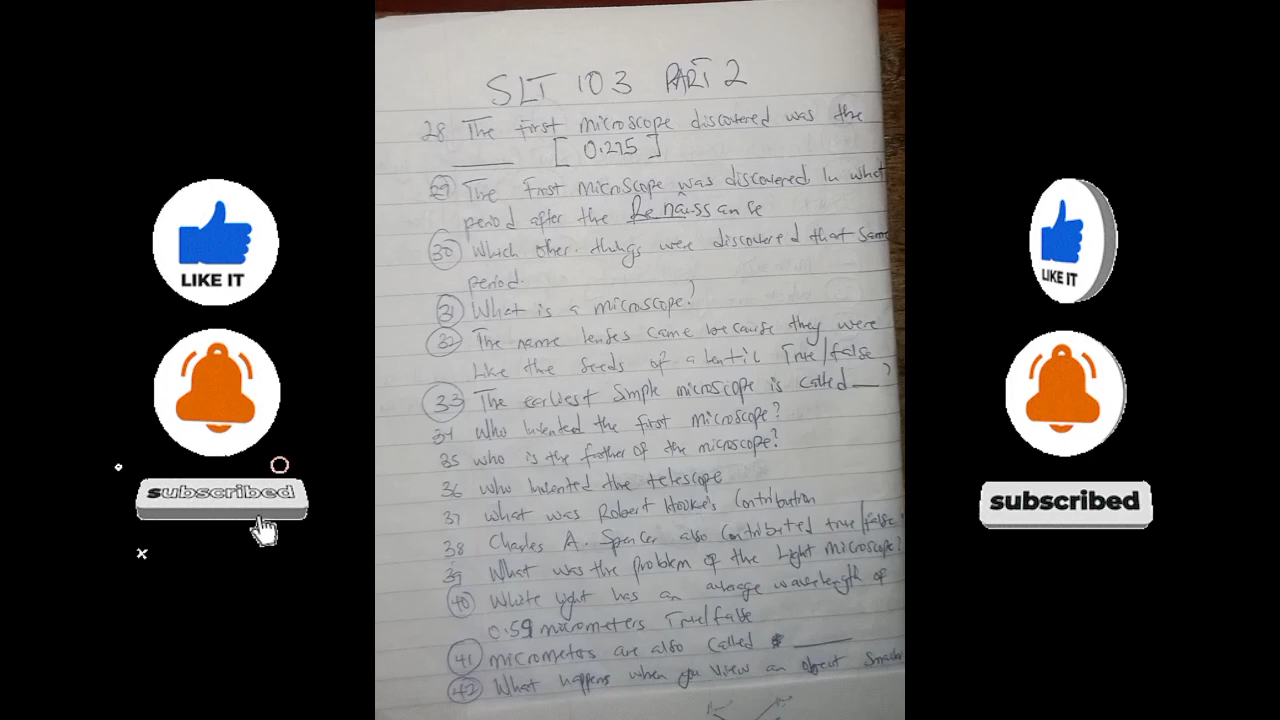 SLT 103 PART 2
28 The first microscope discovered was the
____ [ 0.275 ]
29 The First microscope was discovered In what
period after the Renaissanse
30 Which other things were discovered that same
period.
31 What is a microscope?
32 The name lenses came because they were
Like the seeds of a lentil True/false
33 The earliest simple microscope is called ___?
34 Who invented the first microscope?
35 who is the father of the microscope?
36 who Invented the telescope
37 What was Robert Hooke's Contribution
38 Charles A. Spencer also Contributed true/false?
39 What was the problem of the Light microscope?
40 White light has an average wavelength of
0.59 micrometers True/false
41 micrometers are also called ____
42 What happens when you view an object
LIKE IT
subscribed
LIKE IT
subscribed